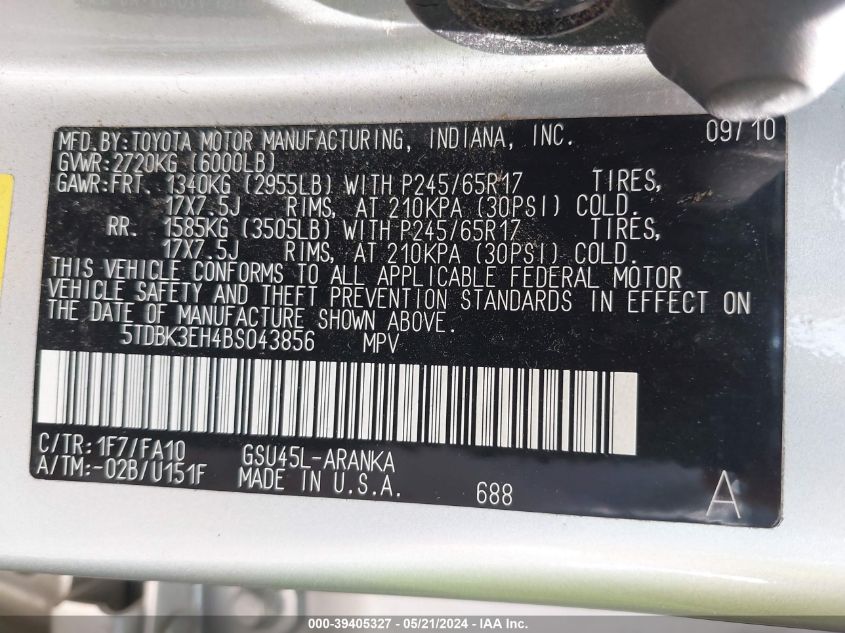 MFD.BY:TOYOTA MOTOR MANUFACTURING, INDIANA, INC. 09/10
GVWR:2720KG (6000LB)
GAWR:FRT. 1340KG (2955LB) WITH P245/65R17 TIRES,
17X7.5J RIMS, AT 210KPA (30PSI) COLD.
RR. 1585KG (3505LB) WITH P245/65R17 TIRES,
17X7.5J RIMS, AT 210KPA (30PSI) COLD.
THIS VEHICLE CONFORMS TO ALL APPLICABLE FEDERAL MOTOR
VEHICLE SAFETY AND THEFT PREVENTION STANDARDS IN EFFECT ON
THE DATE OF MANUFACTURE SHOWN ABOVE.
5TDBK3EH4BS043856 MPV
C/TR:1F7/FA10 GSU45L-ARANKA
A/TM:-02B/U151F MADE IN U.S.A. 688 A
000-39405327 - 05/21/2024 - IAA Inc.